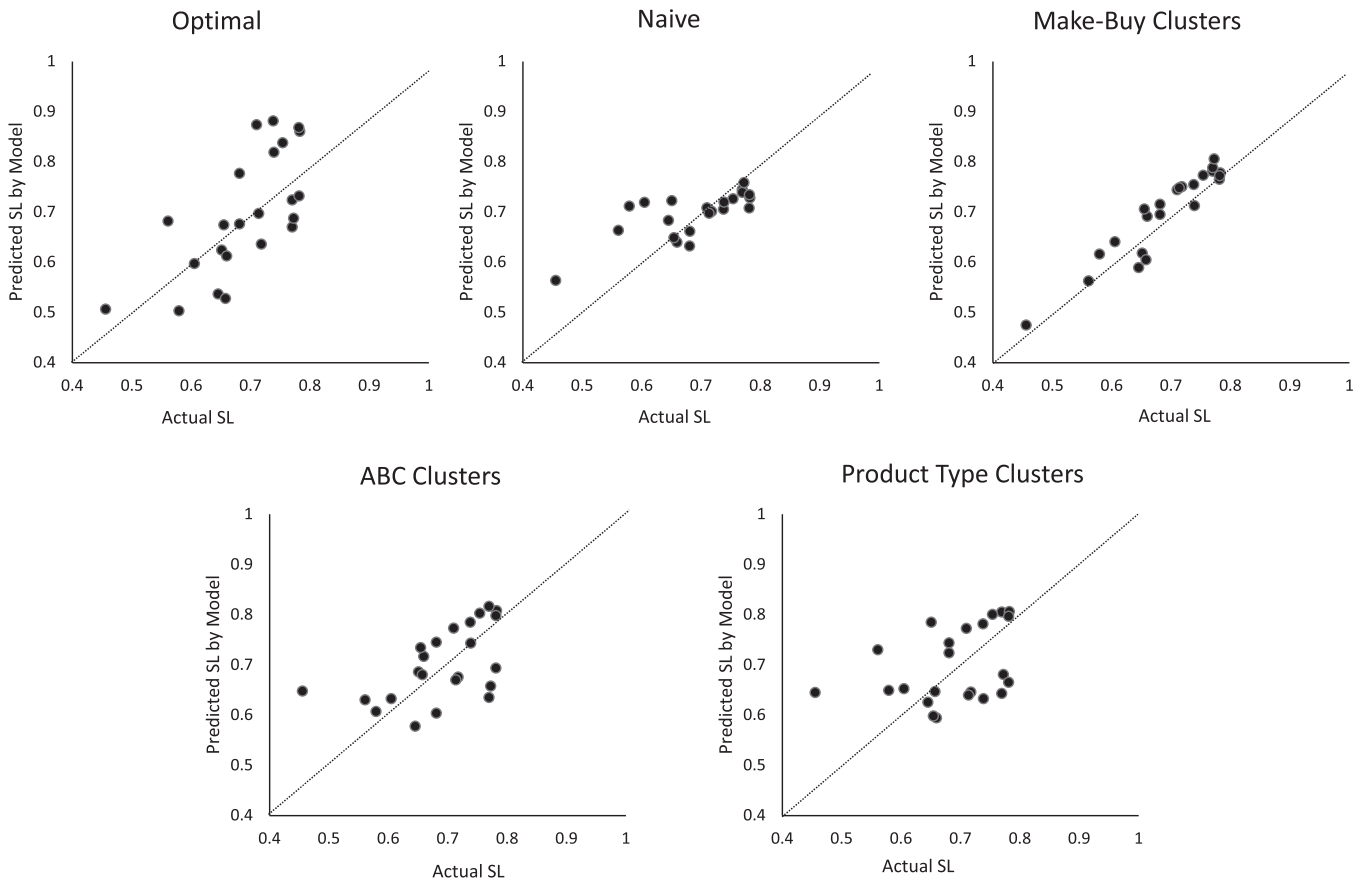 Optimal
Naive
Make-Buy Clusters
Predicted SL by Model
1
0.9
0.8
0.7
0.6
0.5
0.4
0.4 0.5 0.6 0.7 0.8 0.9 1
Actual SL
Predicted SL by Model
1
0.9
0.8
0.7
0.6
0.5
0.4
0.4 0.5 0.6 0.7 0.8 0.9 1
Actual SL
Predicted SL by Model
1
0.9
0.8
0.7
0.6
0.5
0.4
0.4 0.5 0.6 0.7 0.8 0.9 1
Actual SL
ABC Clusters
Product Type Clusters
Predicted SL by Model
1
0.9
0.8
0.7
0.6
0.5
0.4
0.4 0.5 0.6 0.7 0.8 0.9 1
Actual SL
Predicted SL by Model
1
0.9
0.8
0.7
0.6
0.5
0.4
0.4 0.5 0.6 0.7 0.8 0.9 1
Actual SL